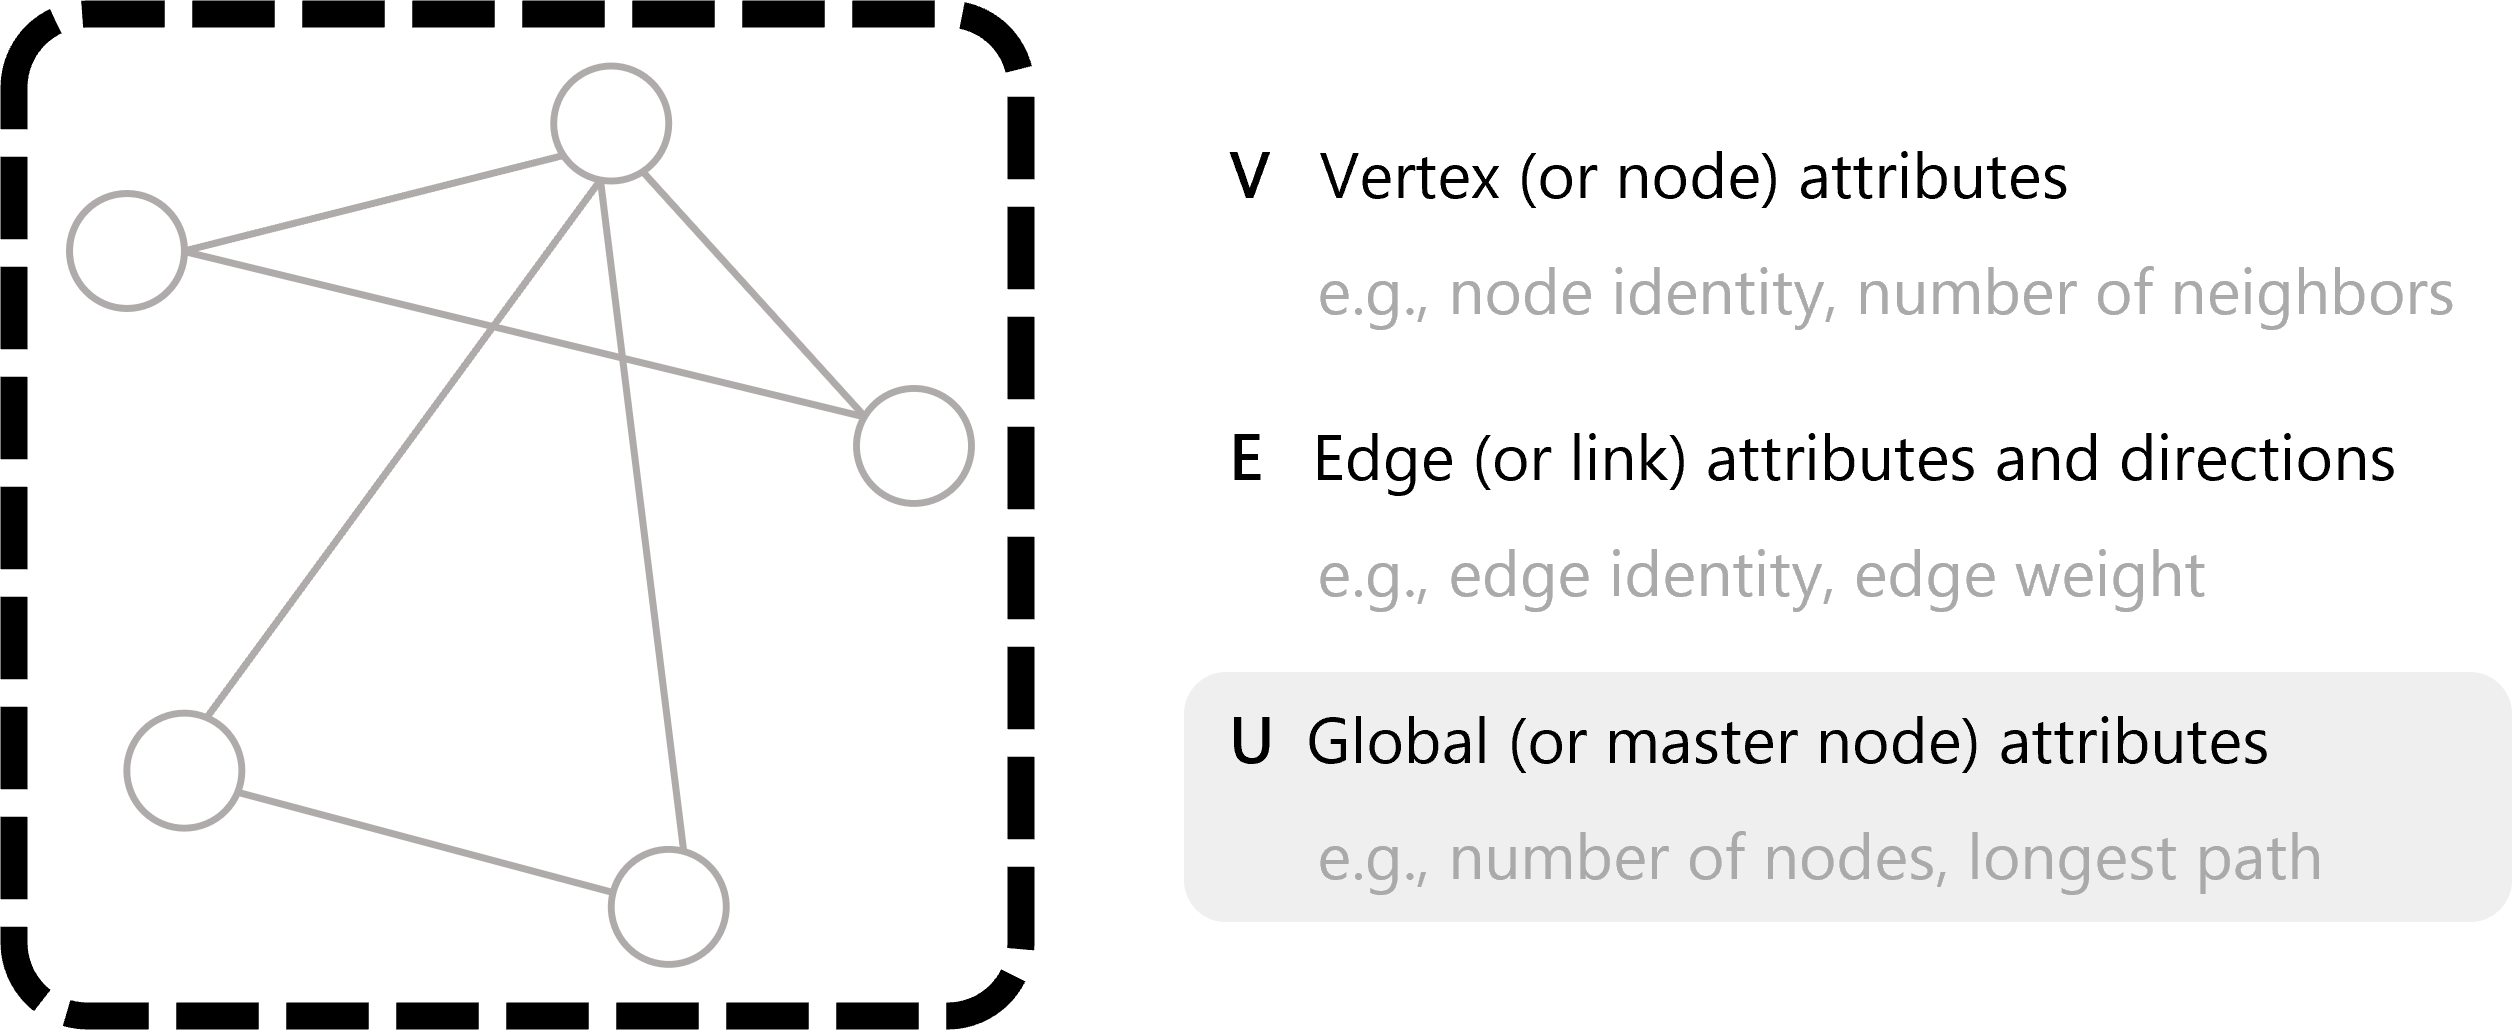 V Vertex (or node) attributes
e.g., node identity, number of neighbors
E Edge (or link) attributes and directions
e.g., edge identity, edge weight
U Global (or master node) attributes
e.g., number of nodes, longest path